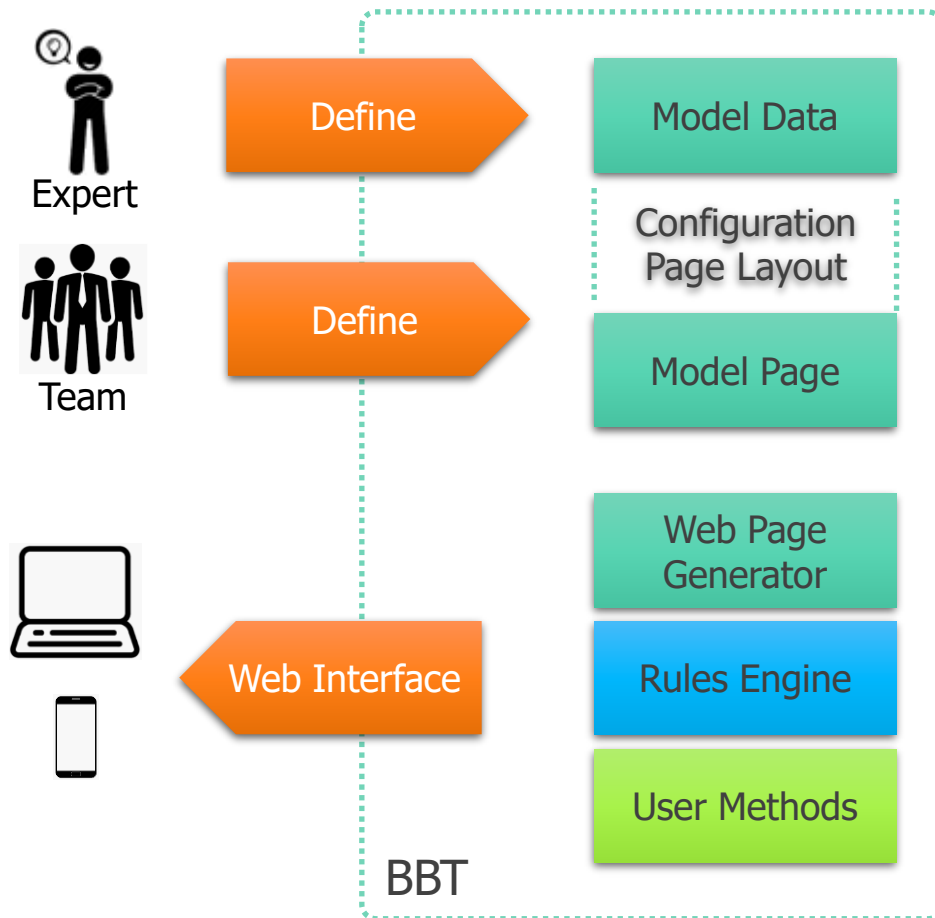 Expert
Define
Model Data
Configuration
Page Layout
Team
Define
Model Page
Web Page
Generator
Web Interface
Rules Engine
User Methods
BBT